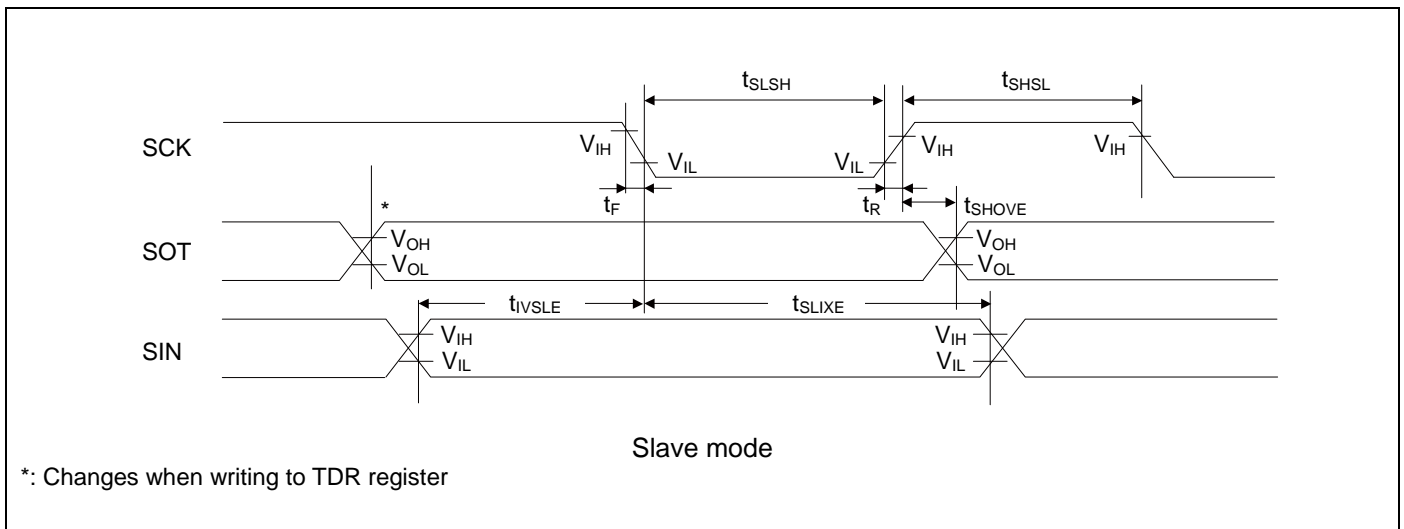 tSLSH tSHSL
SCK VIH VIL VIL VIH VIH
tF tR tSHOVE
*
SOT VOH VOL VOH VOL
tIVSLE tSLIXE
SIN VIH VIL VIH VIL
Slave mode
*: Changes when writing to TDR register